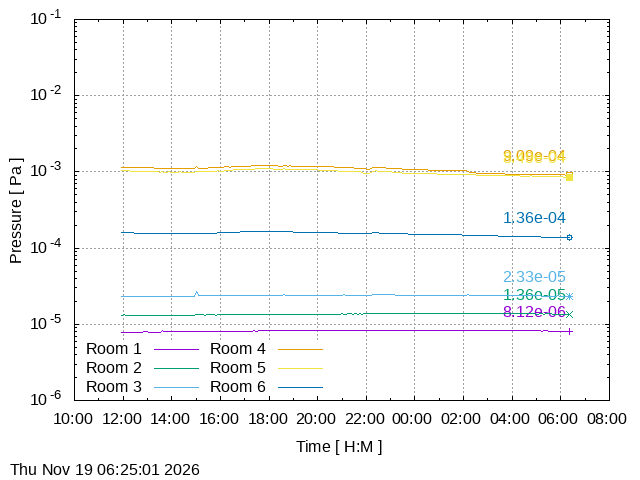 10^-1
10^-2
10^-3
10^-4
10^-5
10^-6
Pressure [ Pa ]
9.09e-04
1.36e-04
2.33e-05
1.36e-05
8.12e-06
Room 1 Room 4
Room 2 Room 5
Room 3 Room 6
10:00 12:00 14:00 16:00 18:00 20:00 22:00 00:00 02:00 04:00 06:00 08:00
Time [ H:M ]
Thu Nov 19 06:25:01 2026